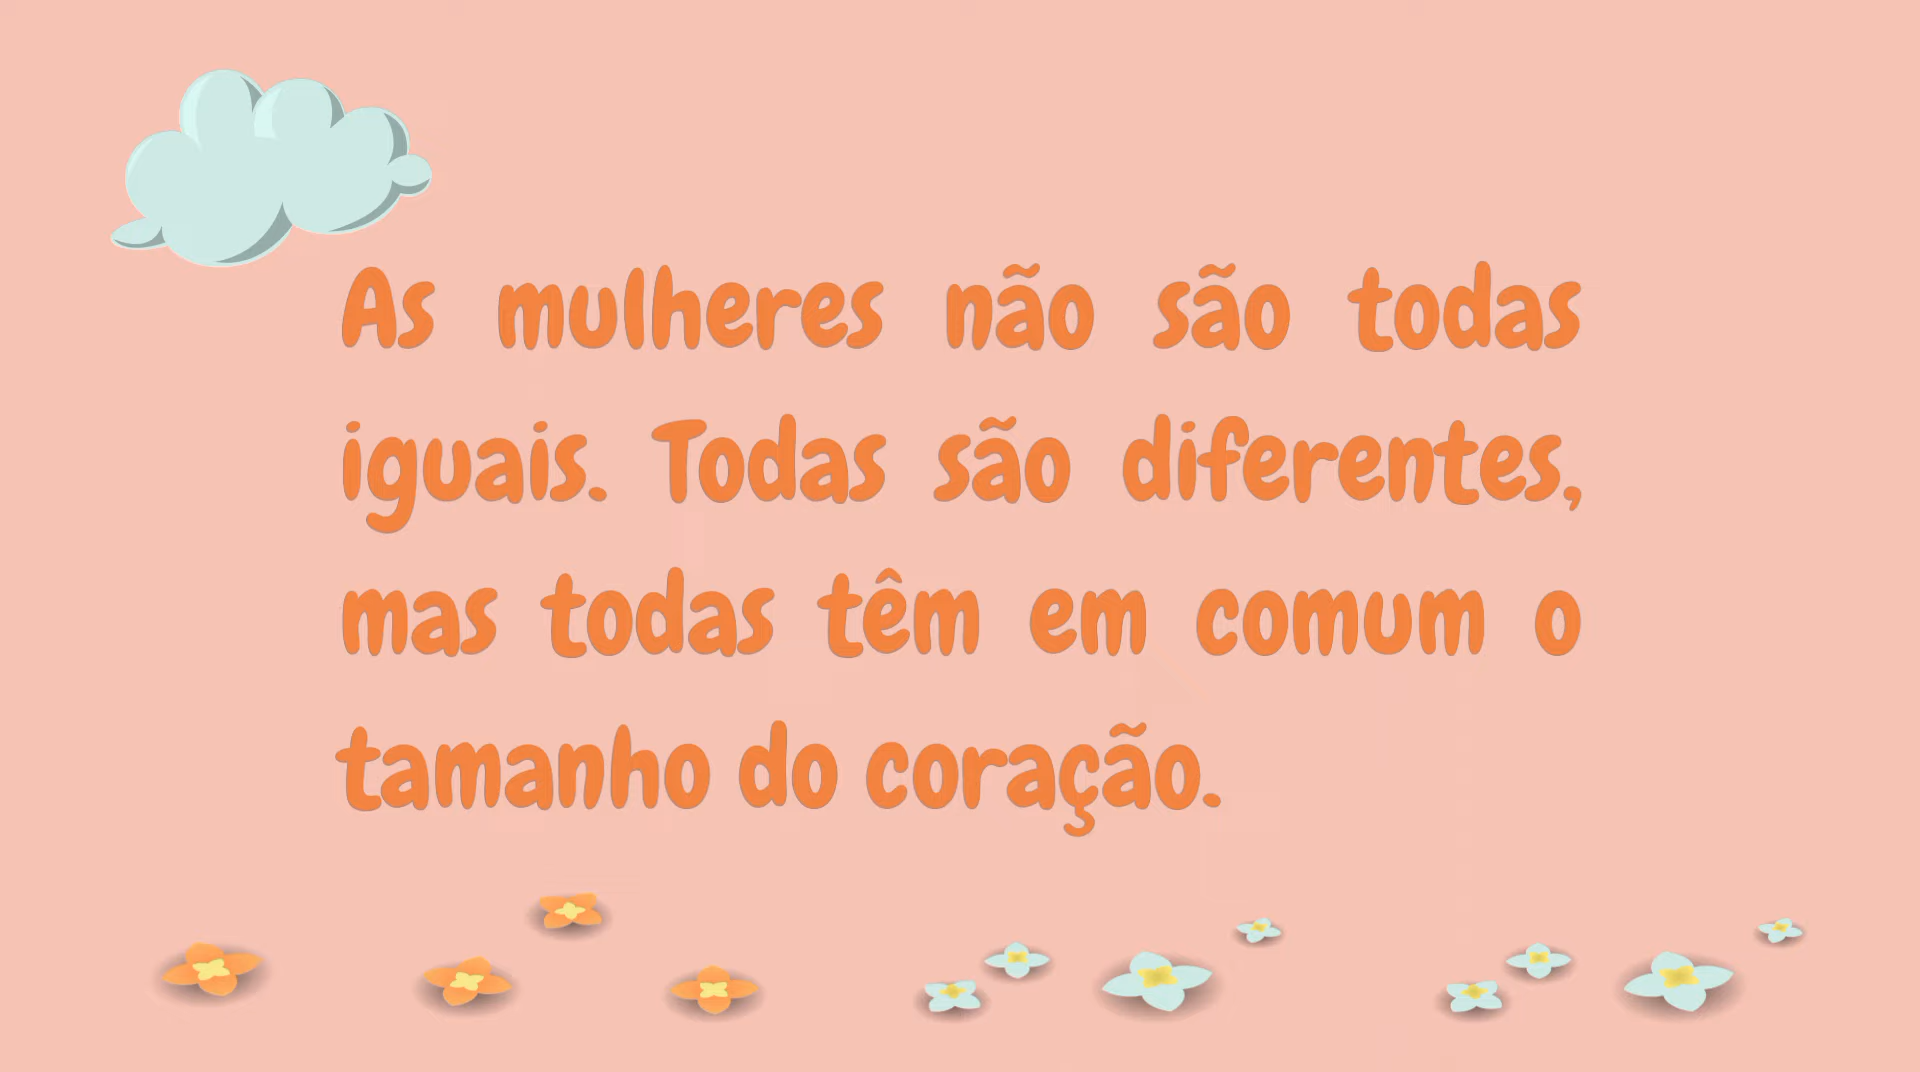 As mulheres não são todas
iguais. Todas são diferentes,
mas todas têm em comum o
tamanho do coração.